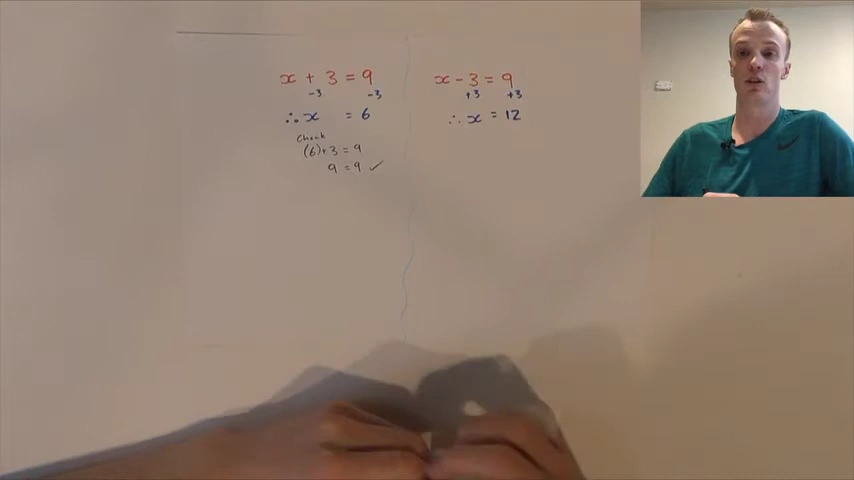 x + 3 = 9
-3 -3
∴ x = 6
Check
(6)+3 = 9
9 = 9 ✓
x - 3 = 9
+3 +3
∴ x = 12